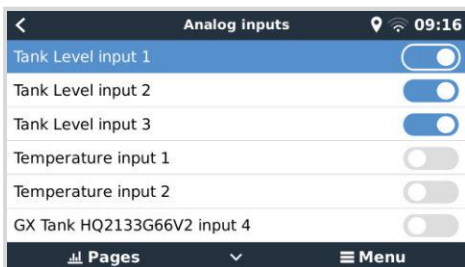 Analog inputs 09:16
Tank Level input 1
Tank Level input 2
Tank Level input 3
Temperature input 1
Temperature input 2
GX Tank HQ2133G66V2 input 4
Pages Menu